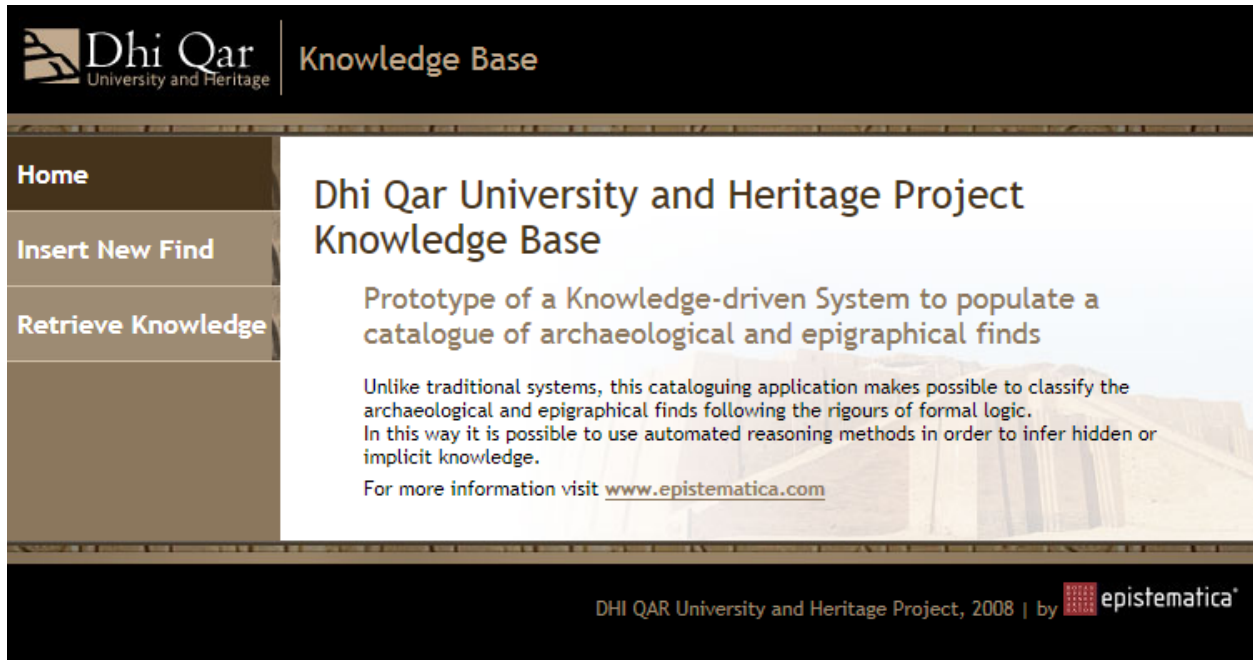 Dhi Qar
University and Heritage
Knowledge Base
Home
Insert New Find
Retrieve Knowledge
Dhi Qar University and Heritage Project
Knowledge Base
Prototype of a Knowledge-driven System to populate a
catalogue of archaeological and epigraphical finds
Unlike traditional systems, this cataloguing application makes possible to classify the
archaeological and epigraphical finds following the rigours of formal logic.
In this way it is possible to use automated reasoning methods in order to infer hidden or
implicit knowledge.
For more information visit www.epistematica.com
DHI QAR University and Heritage Project, 2008 | by epistematica